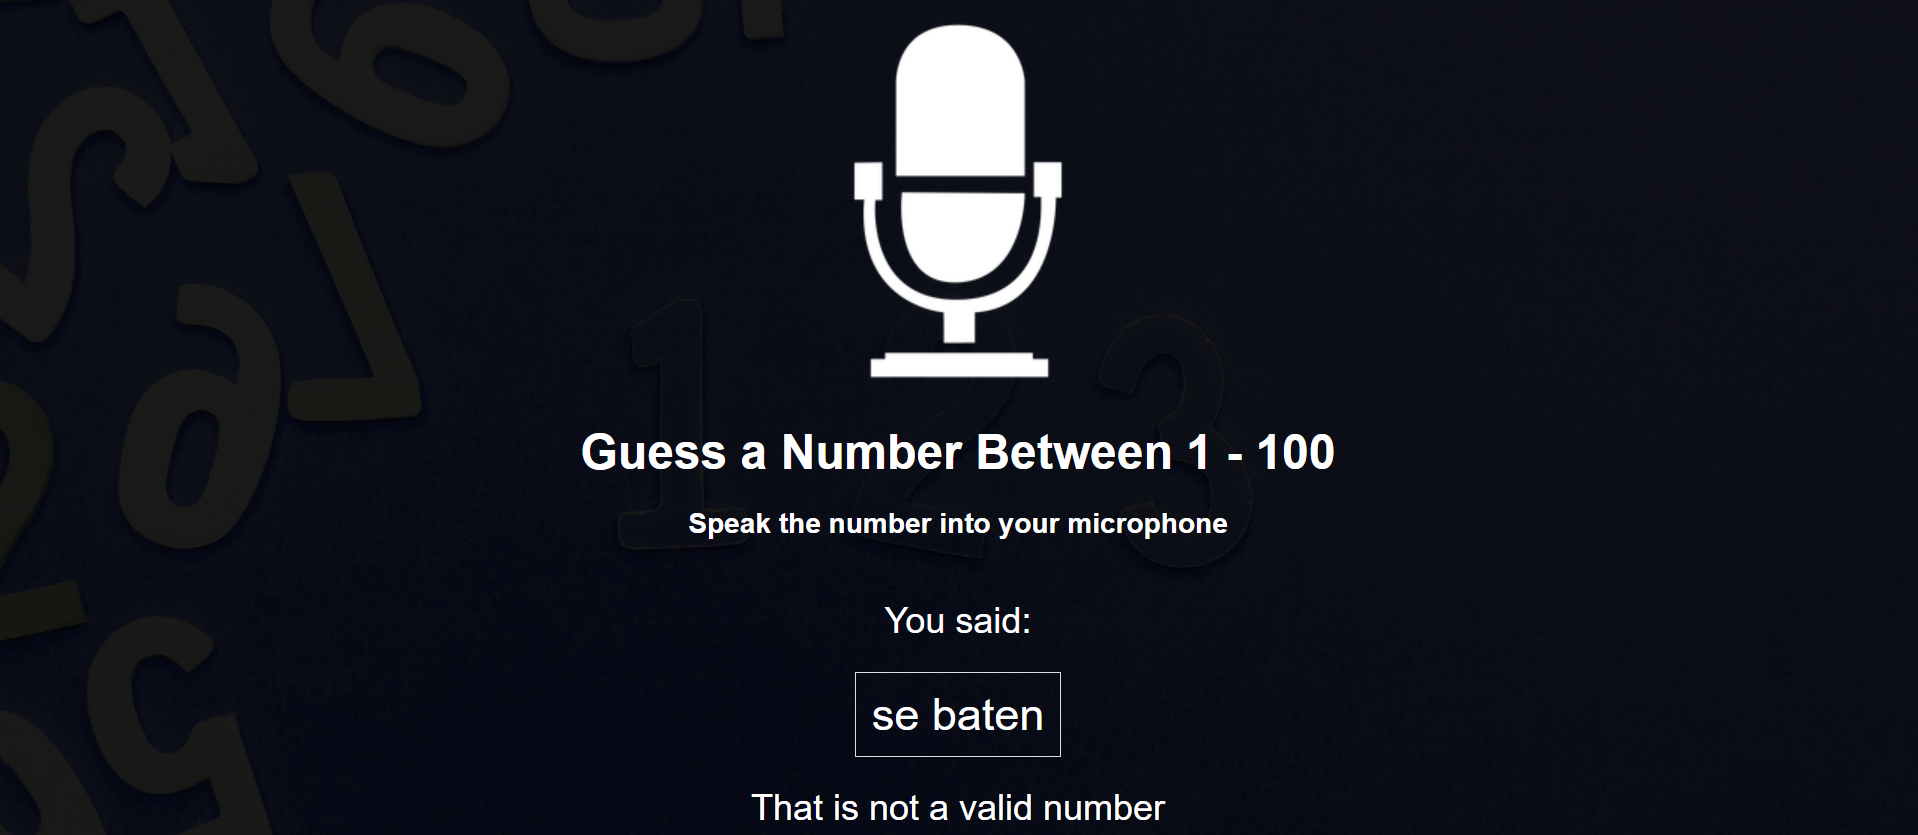 Guess a Number Between 1 - 100
Speak the number into your microphone
You said:
se baten
That is not a valid number